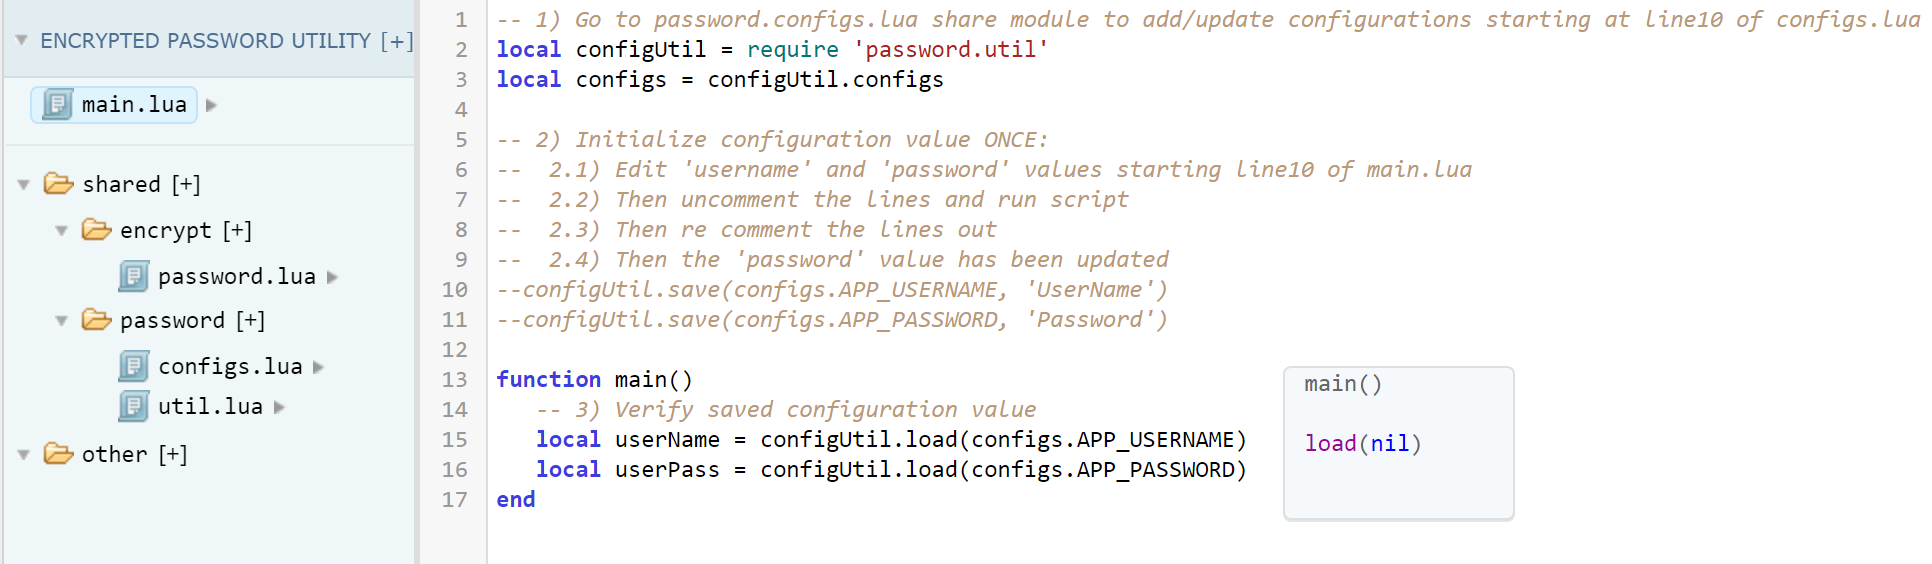 ENCRYPTED PASSWORD UTILITY [+]
main.lua
shared [+]
encrypt [+]
password.lua
password [+]
configs.lua
util.lua
other [+]
1 -- 1) Go to password.configs.lua share module to add/update configurations starting at line10 of configs.lua
2 local configUtil = require 'password.util'
3 local configs = configUtil.configs
4
5 -- 2) Initialize configuration value ONCE:
6 --  2.1) Edit 'username' and 'password' values starting line10 of main.lua
7 --  2.2) Then uncomment the lines and run script
8 --  2.3) Then re comment the lines out
9 --  2.4) Then the 'password' value has been updated
10 --configUtil.save(configs.APP_USERNAME, 'UserName')
11 --configUtil.save(configs.APP_PASSWORD, 'Password')
12
13 function main()
14    -- 3) Verify saved configuration value
15    local userName = configUtil.load(configs.APP_USERNAME)
16    local userPass = configUtil.load(configs.APP_PASSWORD)
17 end
main()
load(nil)